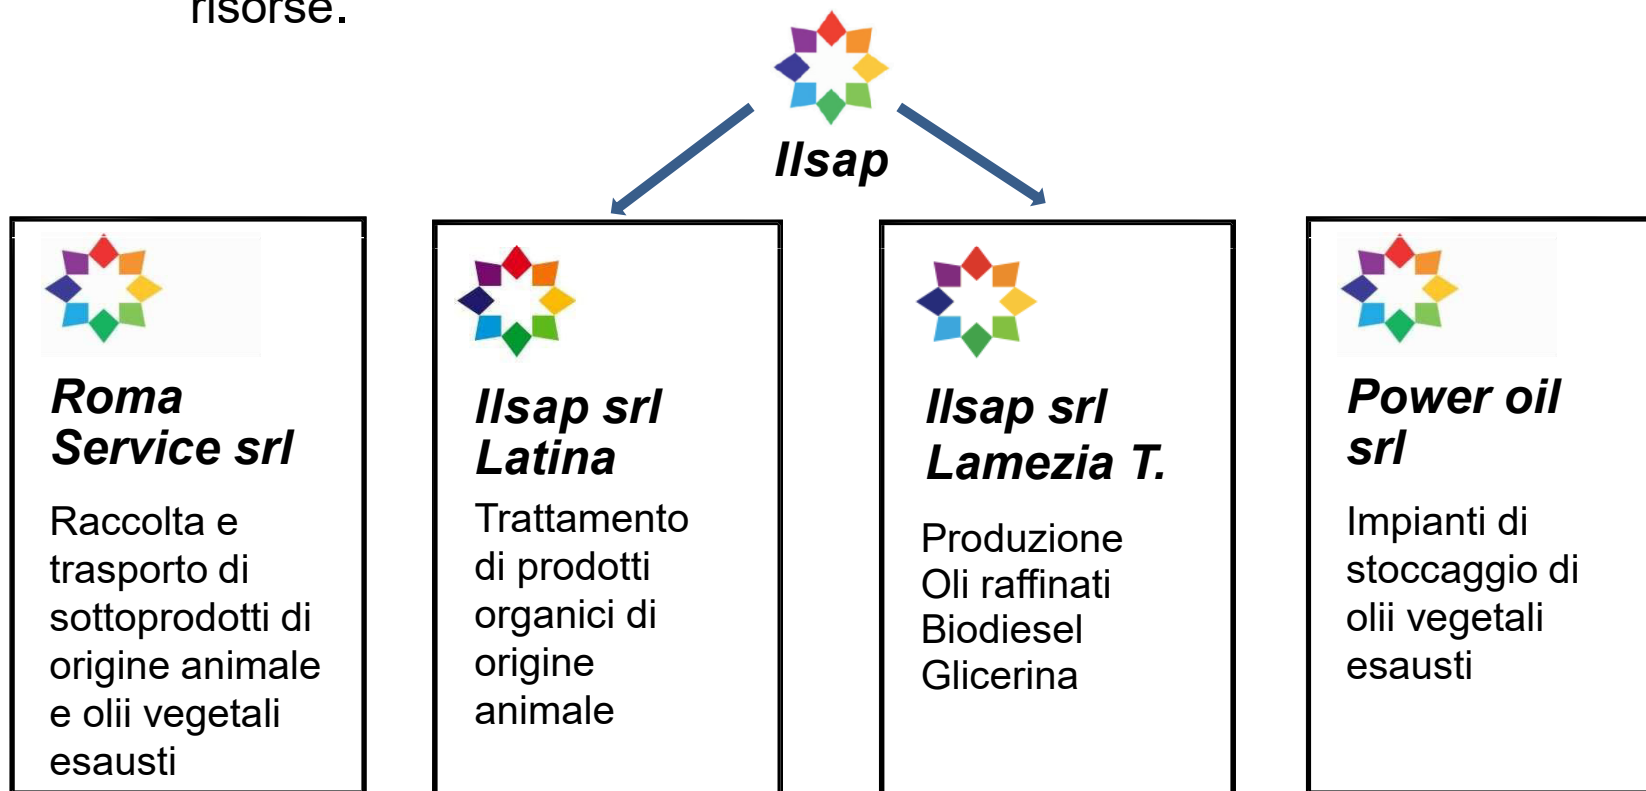 risorse.
Ilsap
Roma
Service srl
Raccolta e
trasporto di
sottoprodotti di
origine animale
e olii vegetali
esausti
Ilsap srl
Latina
Trattamento
di prodotti
organici di
origine
animale
Ilsap srl
Lamezia T.
Produzione
Oli raffinati
Biodiesel
Glicerina
Power oil
srl
Impianti di
stoccaggio di
olii vegetali
esausti